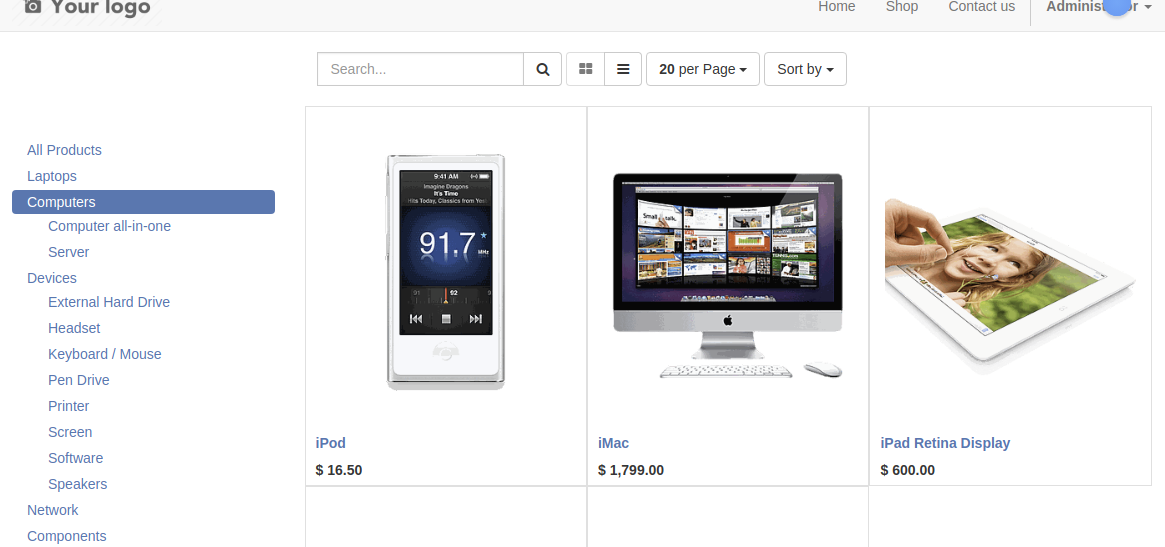 Your logo
Home
Shop
Contact us
Search...
20 per Page
Sort by
All Products
Laptops
Computers
Computer all-in-one
Server
Devices
External Hard Drive
Headset
Keyboard / Mouse
Pen Drive
Printer
Screen
Software
Speakers
Network
Components
9:41 AM
Imagine Dragons
It's Time
Hits Today, Classics from
91.7
MHz
92
iPod
$ 16.50
iMac
$ 1,799.00
iPad Retina Display
$ 600.00